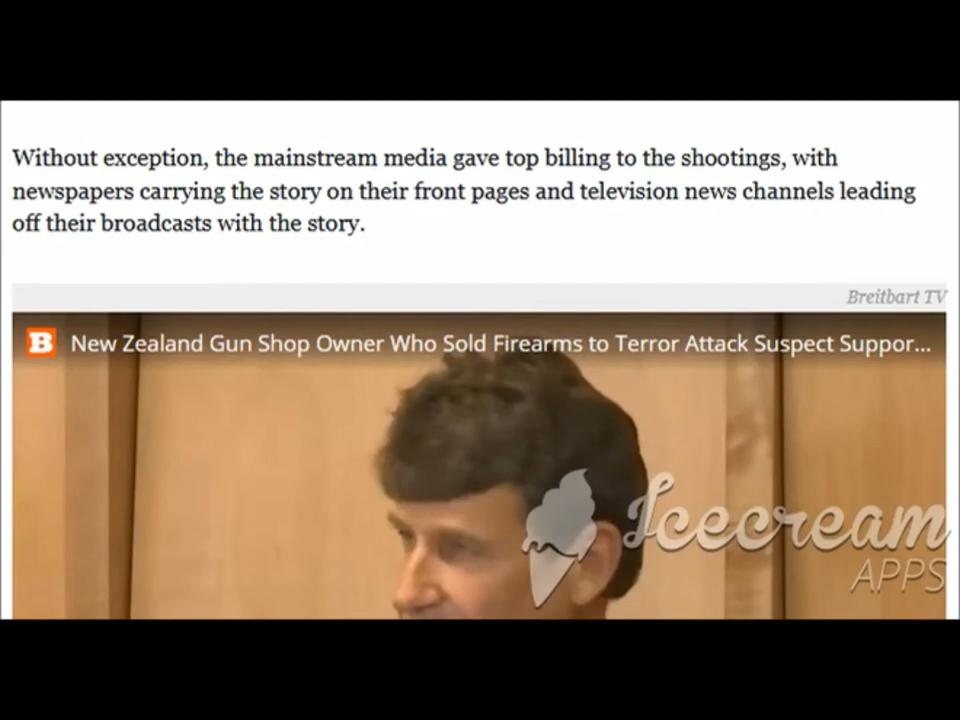 Without exception, the mainstream media gave top billing to the shootings, with
newspapers carrying the story on their front pages and television news channels leading
off their broadcasts with the story.
Breitbart TV
B New Zealand Gun Shop Owner Who Sold Firearms to Terror Attack Suspect Suppor...
Icecream
APPS